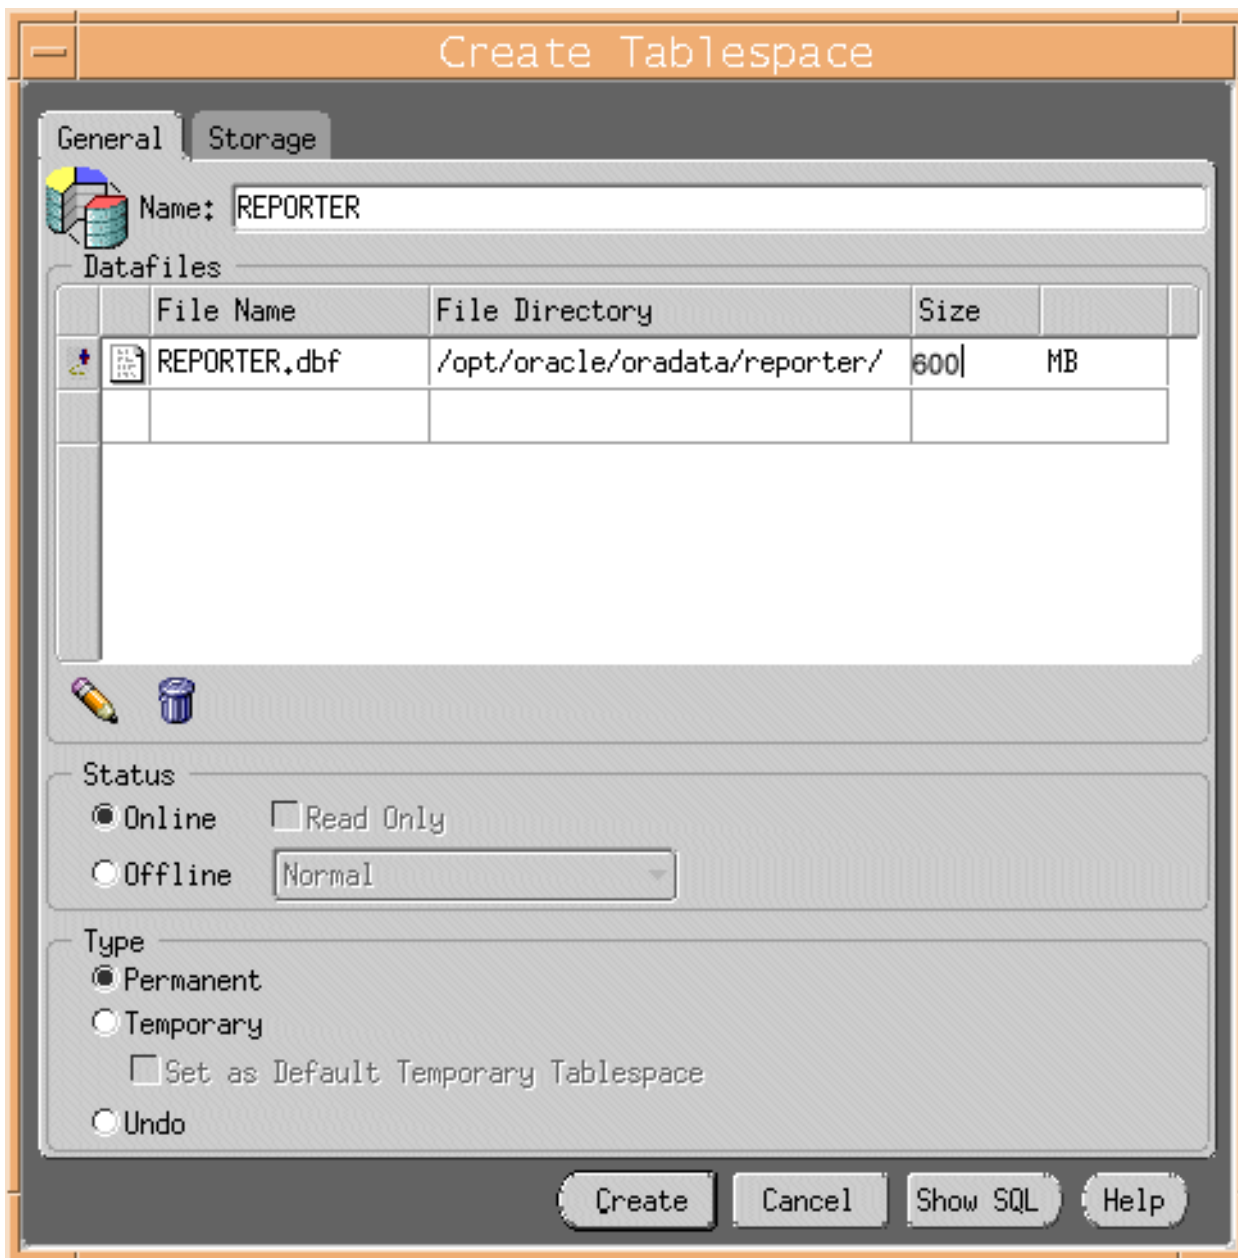 Create Tablespace
General Storage
Name: REPORTER
Datafiles
File Name File Directory Size
REPORTER.dbf /opt/oracle/oradata/reporter/ 600 MB
Status
Online Read Only
Offline Normal
Type
Permanent
Temporary
Set as Default Temporary Tablespace
Undo
Create Cancel Show SQL Help